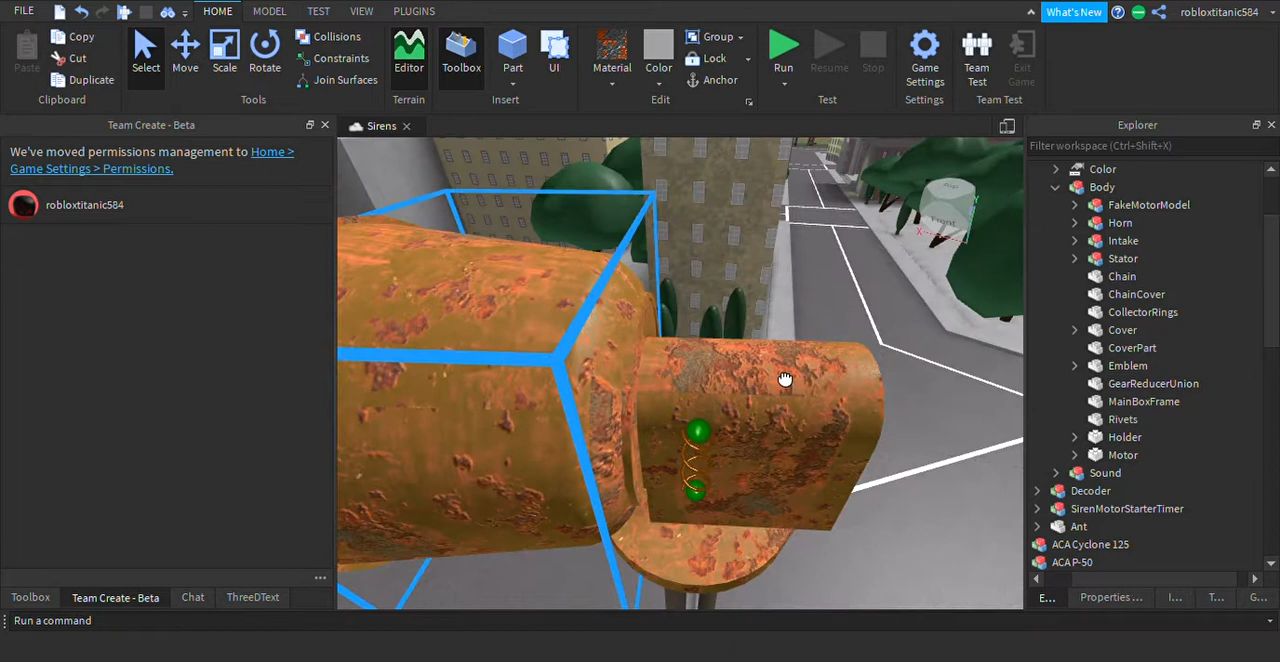 FILE HOME MODEL TEST VIEW PLUGINS What's New robloxtitanic584
Paste Copy Cut Duplicate Select Move Scale Rotate Collisions Constraints Join Surfaces Editor Toolbox Part UI Material Color Group Lock Anchor Run Resume Stop Game Settings Team Test Exit Game
Clipboard Tools Terrain Insert Edit Test Settings Team Test
Team Create - Beta
We've moved permissions management to Home > Game Settings > Permissions.
robloxtitanic584
Sirens
Front
X
Y
Explorer
Filter workspace (Ctrl+Shift+X)
Color
Body
FakeMotorModel
Horn
Intake
Stator
Chain
ChainCover
CollectorRings
Cover
CoverPart
Emblem
GearReducerUnion
MainBoxFrame
Rivets
Holder
Motor
Sound
Decoder
SirenMotorStarterTimer
Ant
ACA Cyclone 125
ACA P-50
Toolbox Team Create - Beta Chat ThreeDText E... Properties ... I... T... G...
Run a command